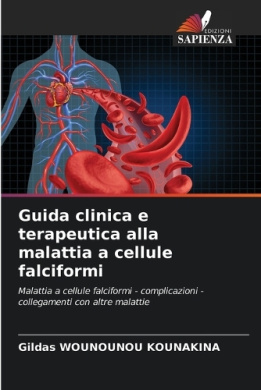 EDIZIONI
SAPIENZA
Guida clinica e
terapeutica alla
malattia a cellule
falciformi
Malattia a cellule falciformi - complicazioni -
collegamenti con altre malattie
Gildas WOUNOUNOU KOUNAKINA